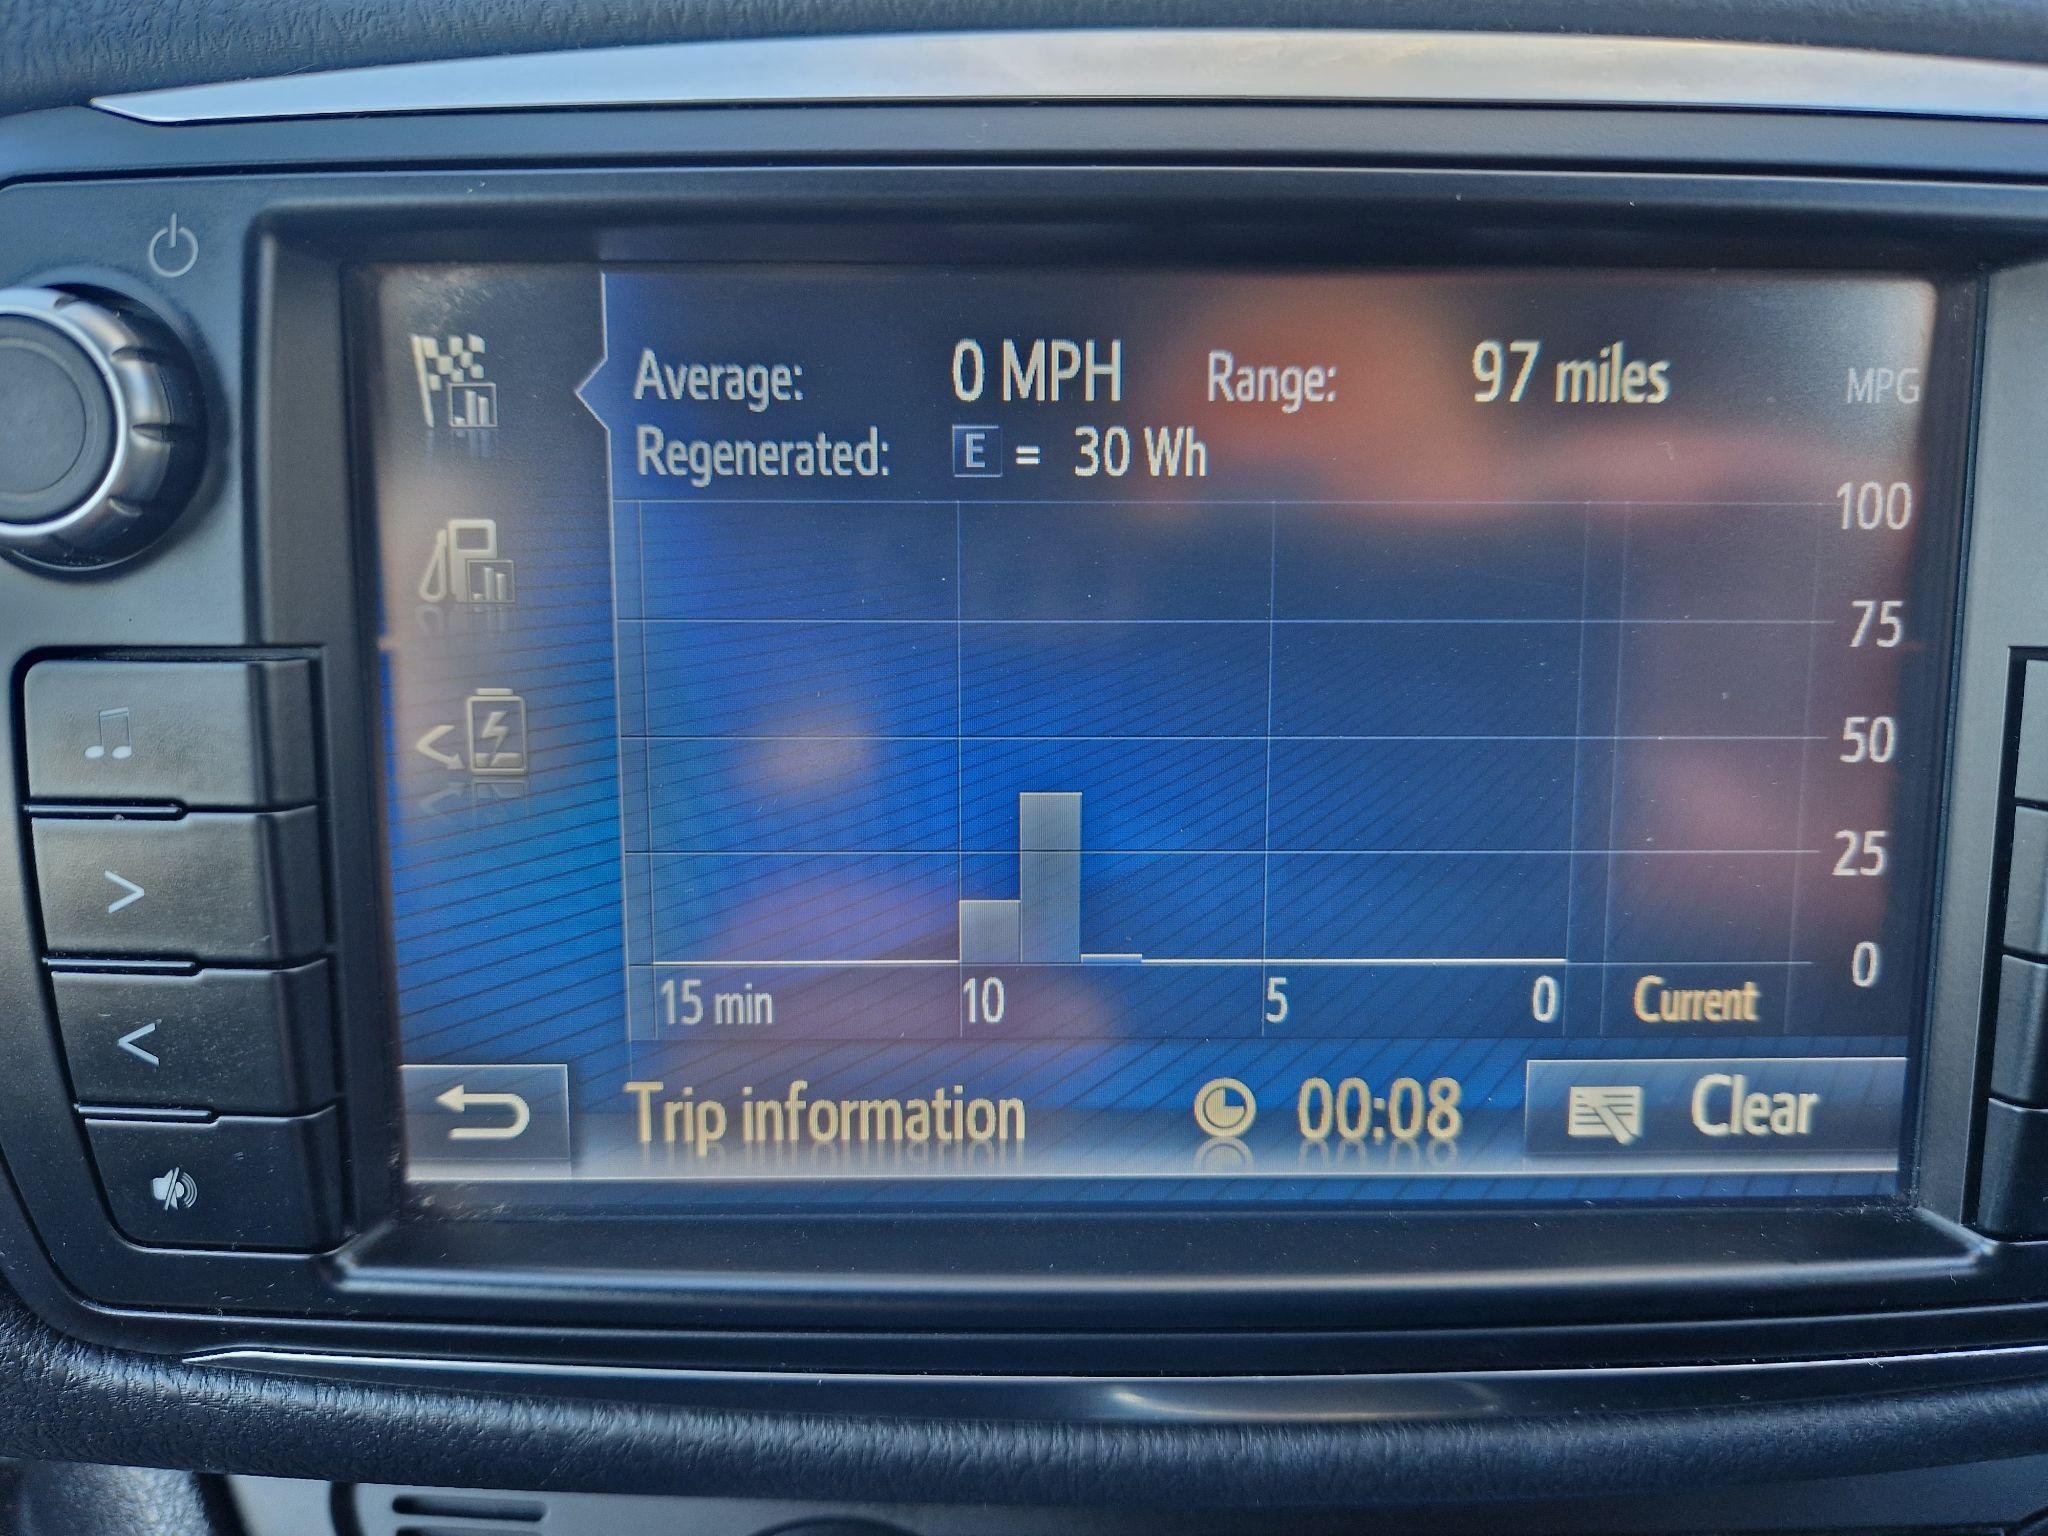 Average: 0 MPH Range: 97 miles MPG
Regenerated: E = 30 Wh
100
75
50
25
0
15 min 10 5 0 Current
Trip information 00:08 Clear